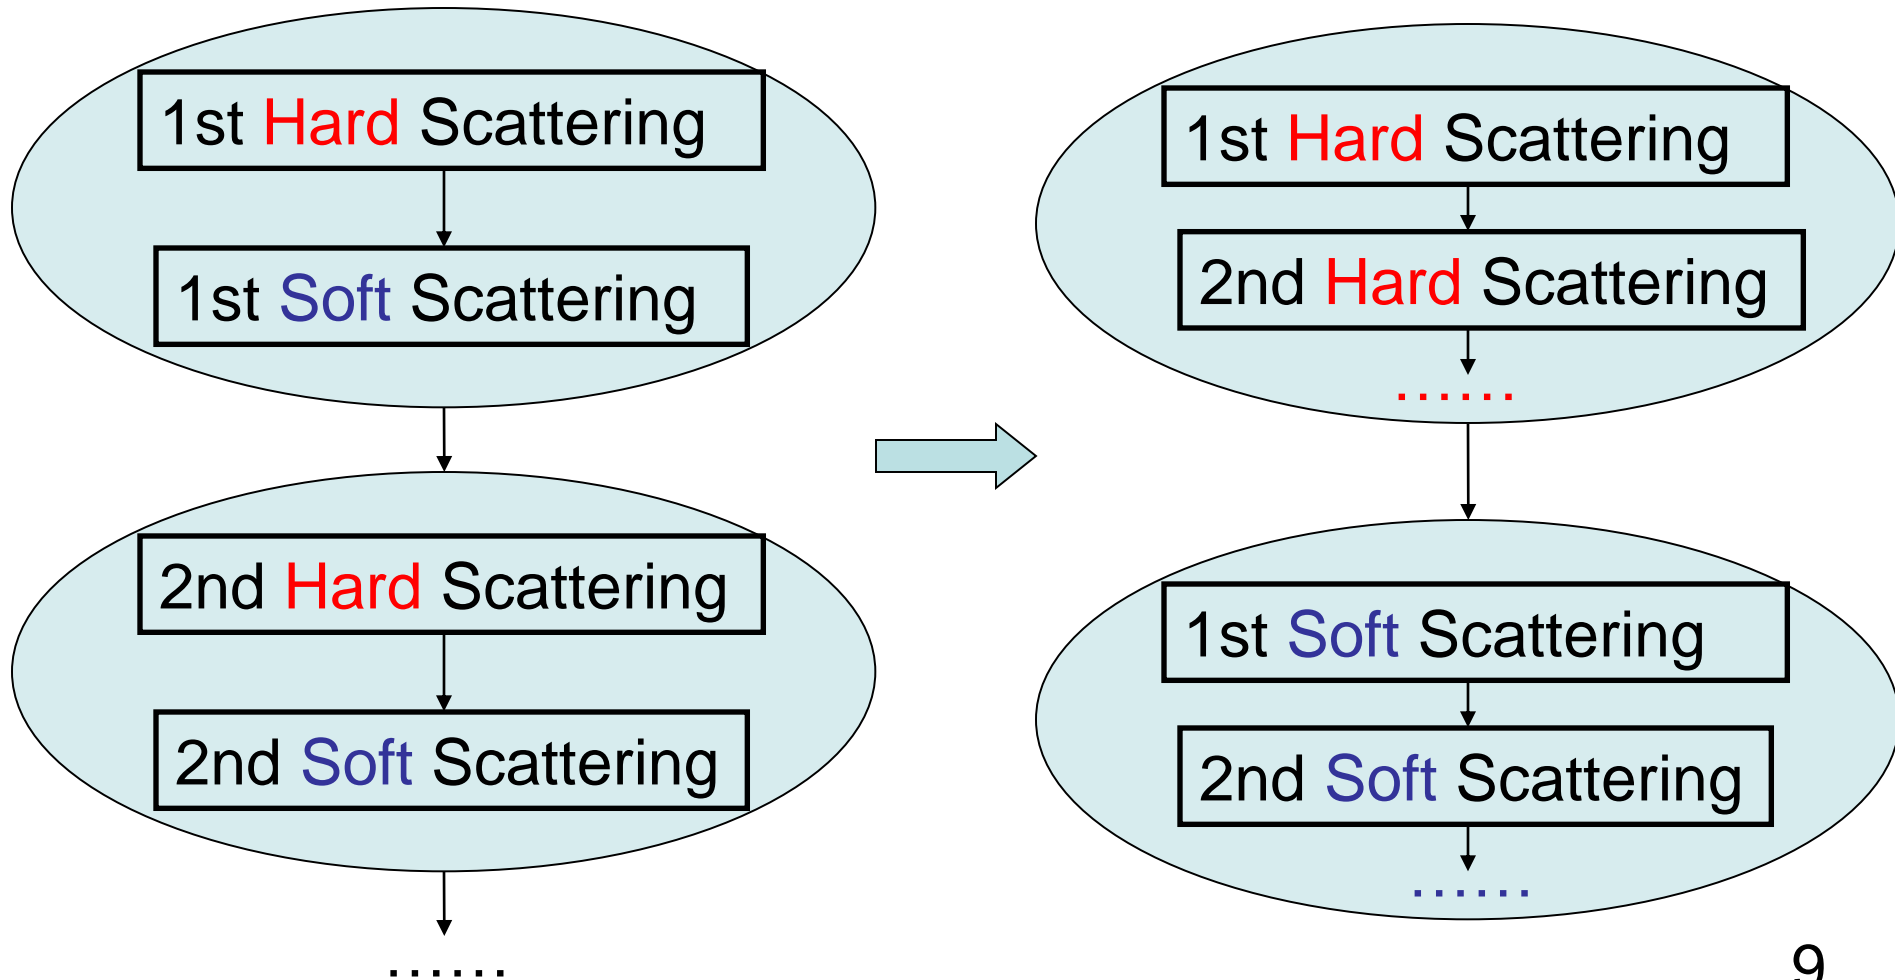 1st Hard Scattering
1st Soft Scattering
2nd Hard Scattering
2nd Soft Scattering
......
1st Hard Scattering
2nd Hard Scattering
......
1st Soft Scattering
2nd Soft Scattering
......
9